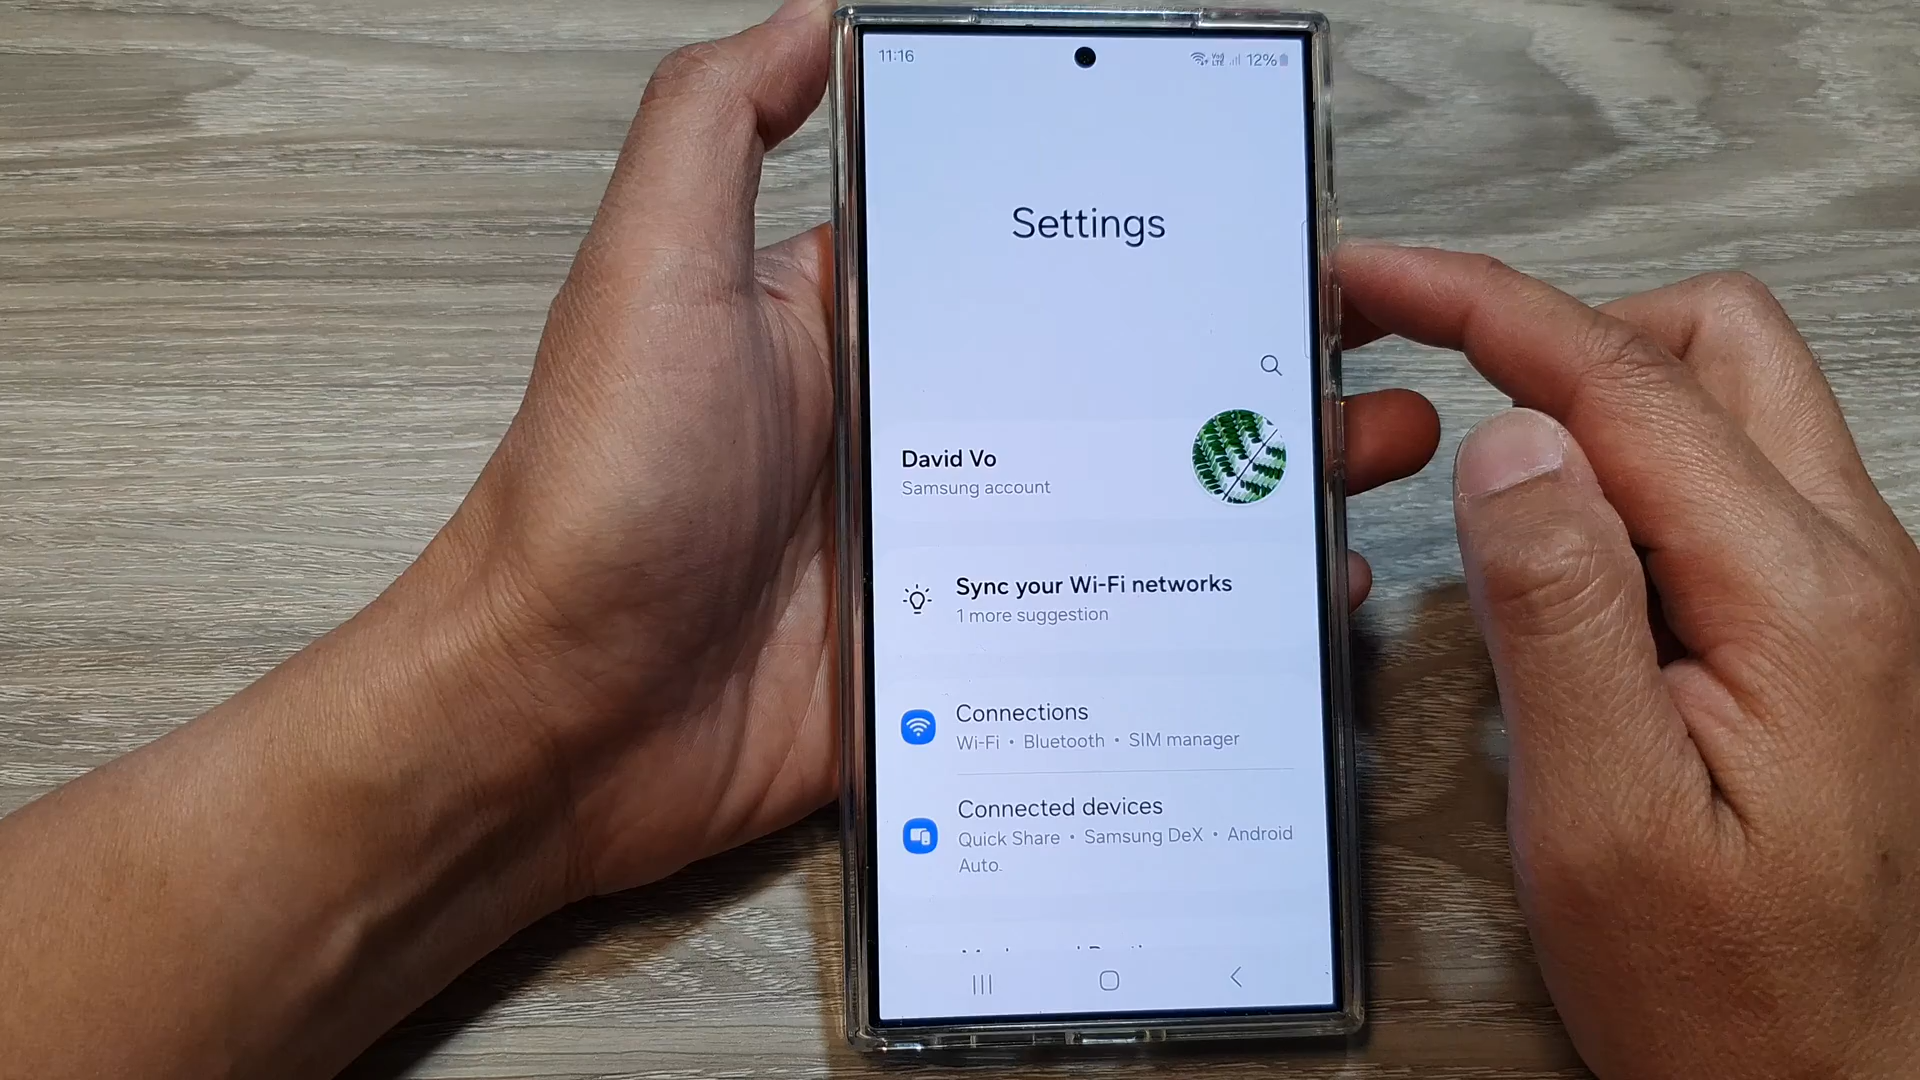 11:16
12%
Settings
David Vo
Samsung account
Sync your Wi-Fi networks
1 more suggestion
Connections
Wi-Fi • Bluetooth • SIM manager
Connected devices
Quick Share • Samsung DeX • Android
Auto